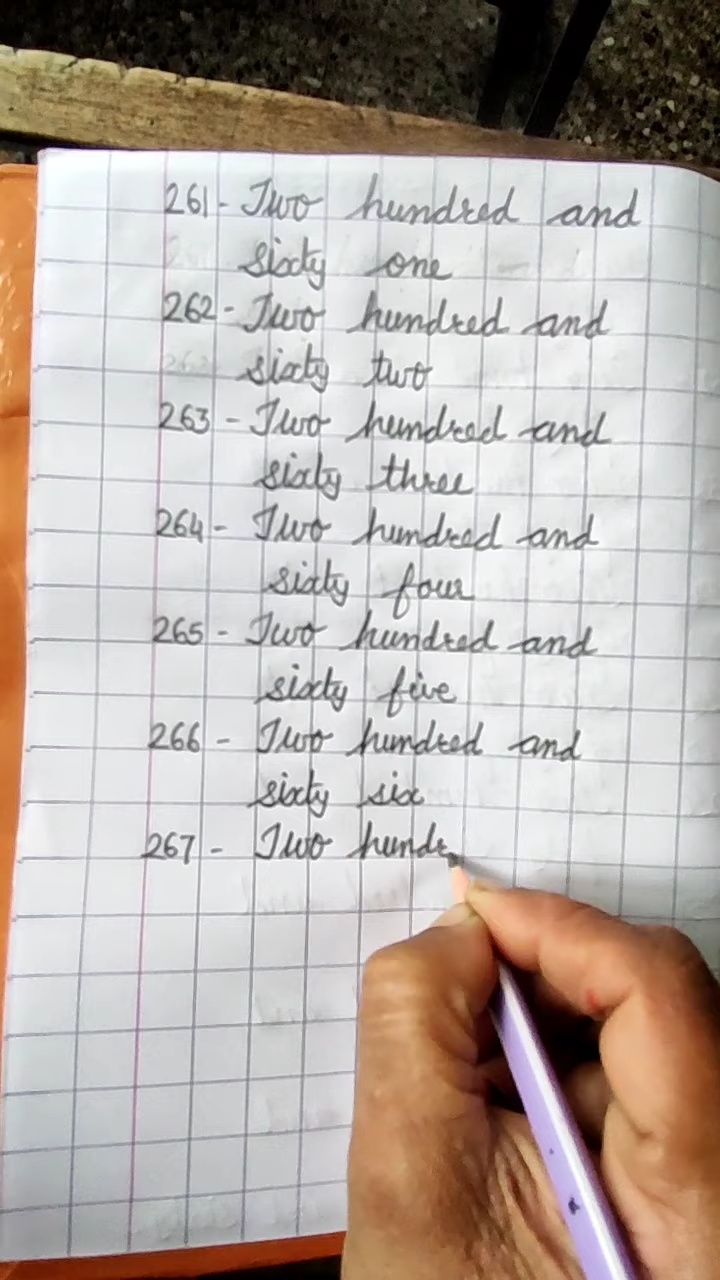 261 - Two hundred and
sixty one
262 - Two hundred and
sixty two
263 - Two hundred and
sixty three
264 - Two hundred and
sixty four
265 - Two hundred and
sixty five
266 - Two hundred and
sixty six
267 - Two hundr